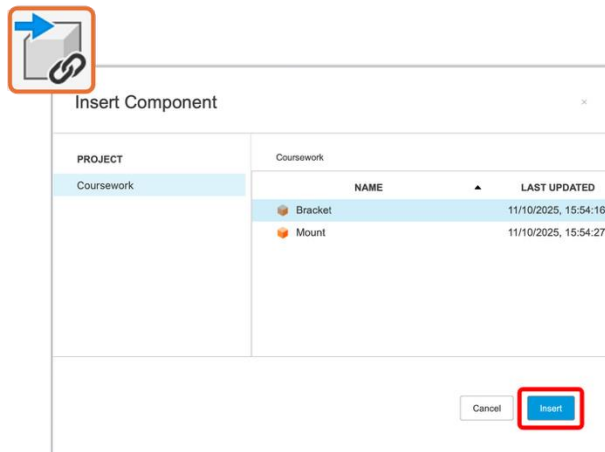 Insert Component
×
PROJECT
Coursework
Coursework
NAME ▲ LAST UPDATED
Bracket 11/10/2025, 15:54:16
Mount 11/10/2025, 15:54:27
Cancel Insert